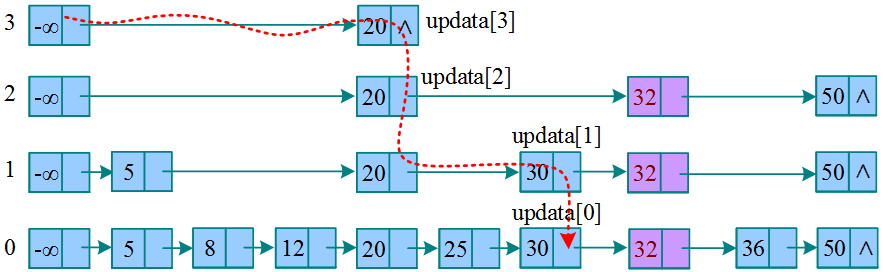 3 -∞ 20 ∧ updata[3]
updata[2]
2 -∞ 20 32 50 ∧
updata[1]
1 -∞ 5 20 30 32 50 ∧
updata[0]
0 -∞ 5 8 12 20 25 30 32 36 50 ∧